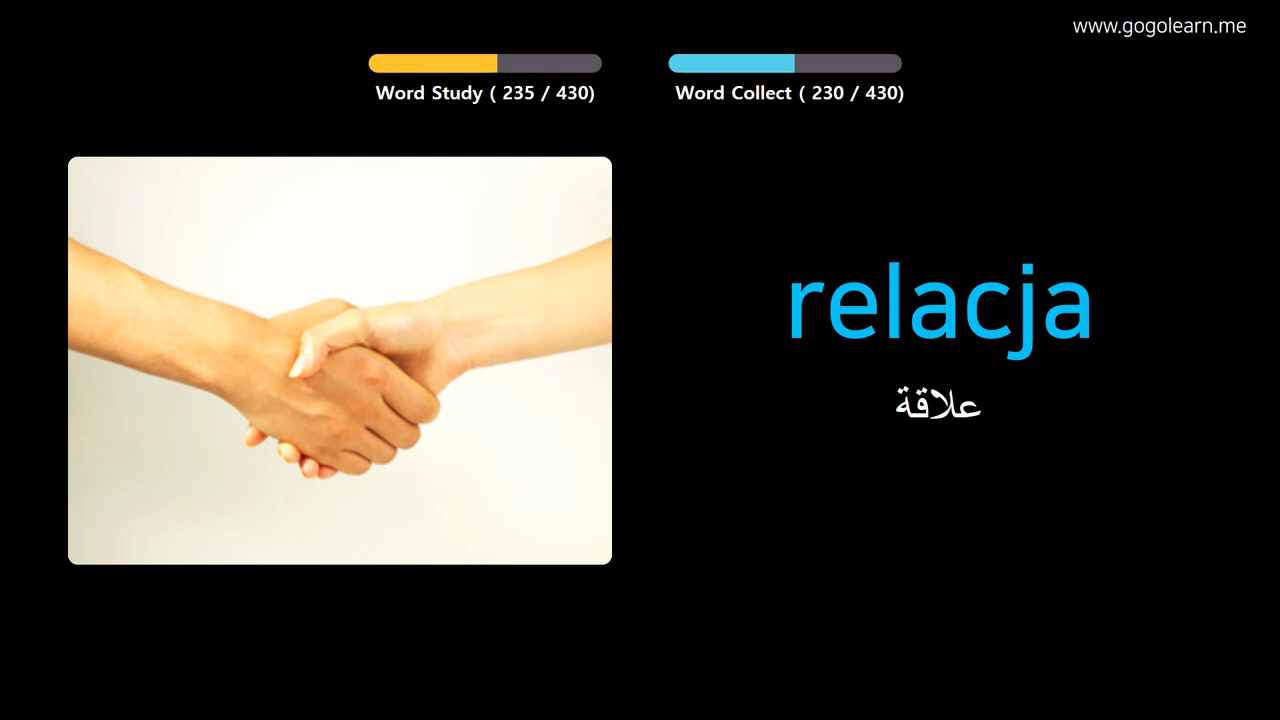 www.gogolearn.me
Word Study ( 235 / 430)
Word Collect ( 230 / 430)
relacja
علاقة